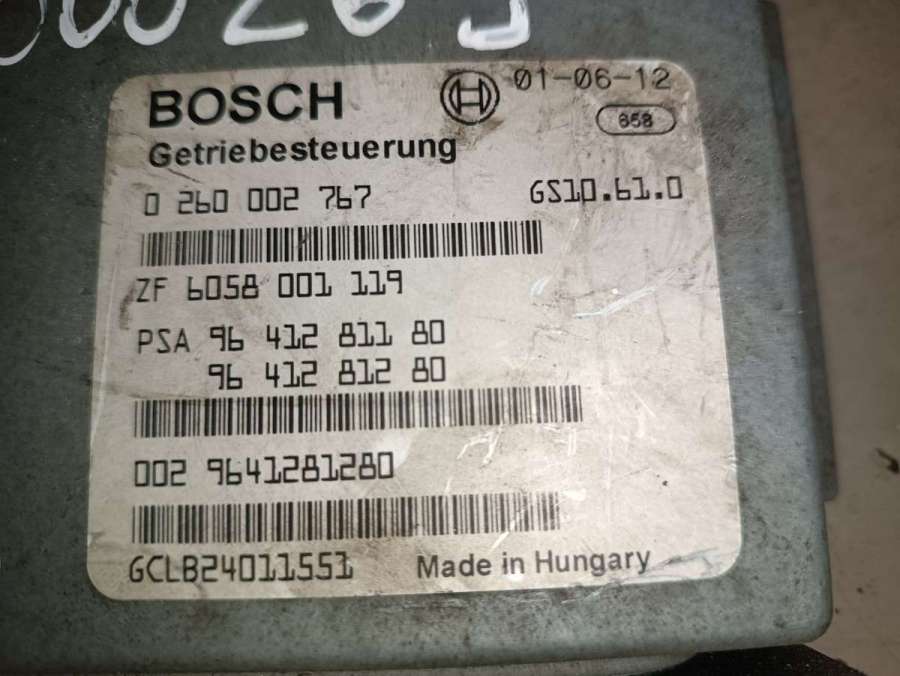 BOSCH 01-06-12
658
Getriebesteuerung
0 260 002 767 GS10.61.0
ZF 6058 001 119
PSA 96 412 811 80
96 412 812 80
002 9641281280
GCLB24011551 Made in Hungary